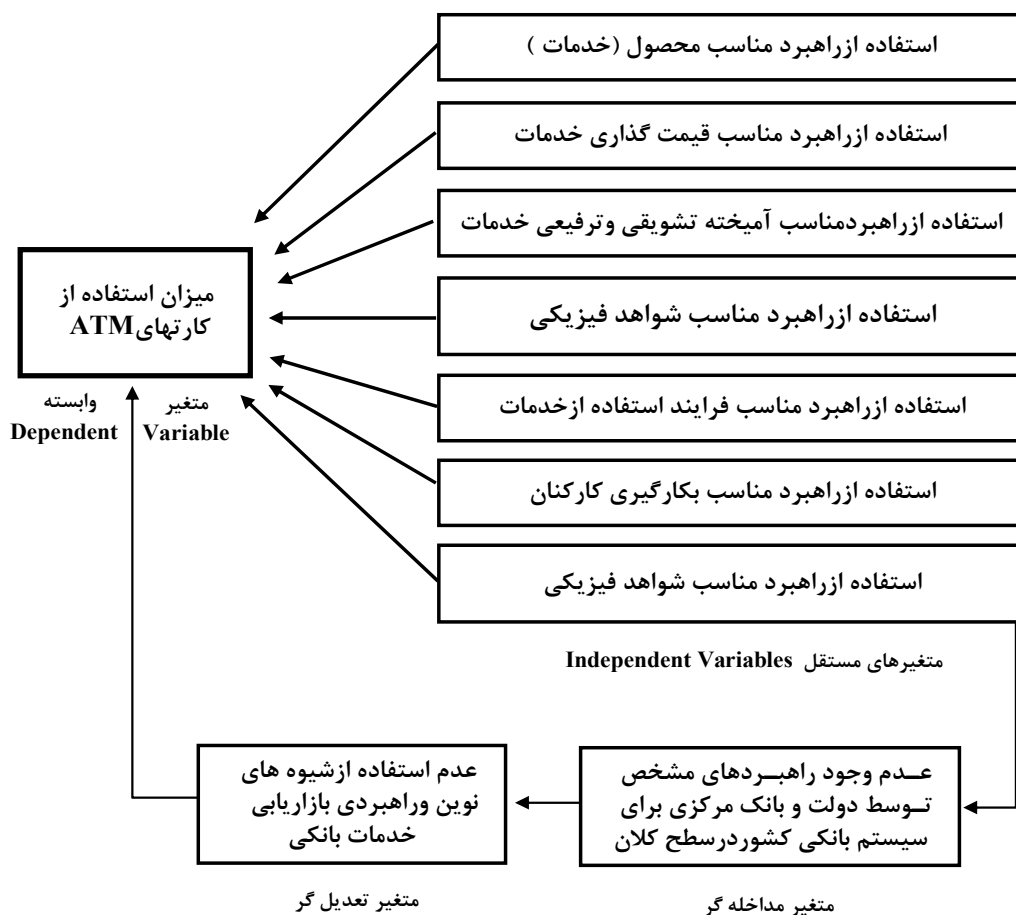 استفاده ازراهبرد مناسب محصول (خدمات )
استفاده ازراهبرد مناسب قیمت گذاری خدمات
استفاده ازراهبردمناسب آمیخته تشویقی وترفیعی خدمات
استفاده ازراهبرد مناسب شواهد فیزیکی
استفاده ازراهبرد مناسب فرایند استفاده ازخدمات
استفاده ازراهبرد مناسب بکارگیری کارکنان
استفاده ازراهبرد مناسب شواهد فیزیکی
متغیرهای مستقل Independent Variables
میزان استفاده از
کارتهایATM
متغیر وابسته
Dependent Variable
عـدم وجود راهبـردهای مشخص
تـوسط دولت و بانک مرکزی برای
سیستم بانکی کشوردرسطح کلان
متغیر مداخله گر
عدم استفاده ازشیوه های
نوین وراهبردی بازاریابی
خدمات بانکی
متغیر تعدیل گر